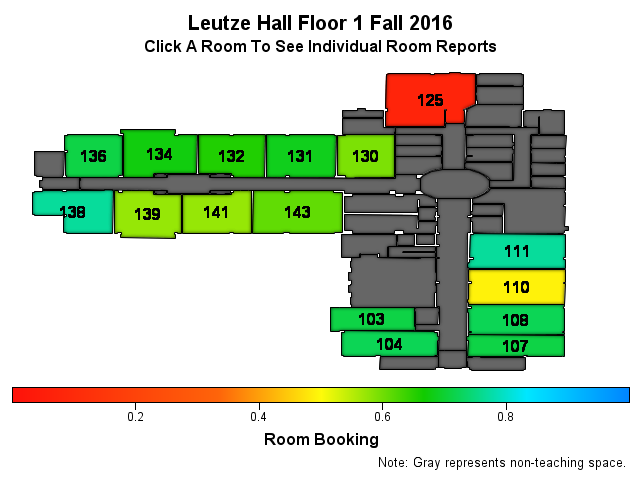 Leutze Hall Floor 1 Fall 2016
Click A Room To See Individual Room Reports
125
136 134 132 131 130
138 139 141 143
111
110
103 108
104 107
0.2 0.4 0.6 0.8
Room Booking
Note: Gray represents non-teaching space.